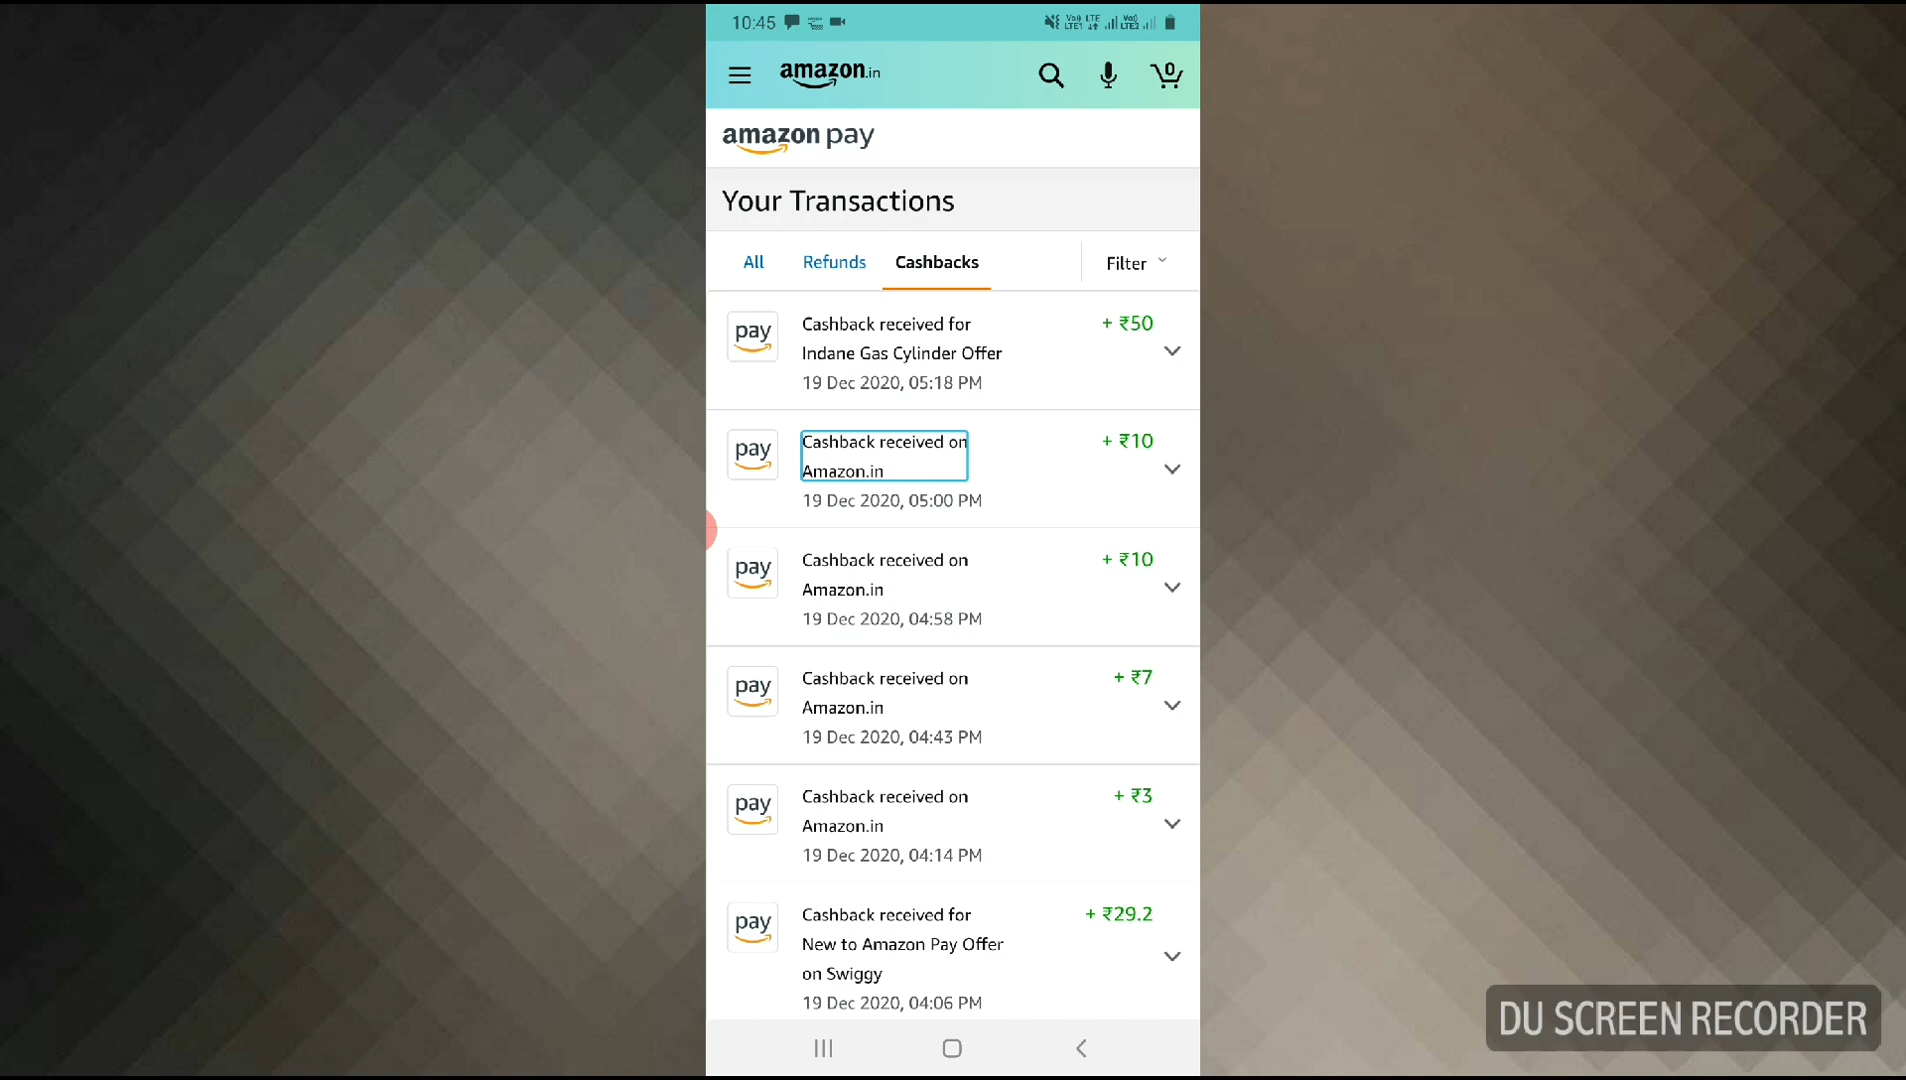 10:45
Vo) LTE Vo)
LTE1 LTE2
amazon.in
0
amazon pay
Your Transactions
All Refunds Cashbacks Filter
pay Cashback received for + ₹50
Indane Gas Cylinder Offer
19 Dec 2020, 05:18 PM
pay Cashback received on + ₹10
Amazon.in
19 Dec 2020, 05:00 PM
pay Cashback received on + ₹10
Amazon.in
19 Dec 2020, 04:58 PM
pay Cashback received on + ₹7
Amazon.in
19 Dec 2020, 04:43 PM
pay Cashback received on + ₹3
Amazon.in
19 Dec 2020, 04:14 PM
pay Cashback received for + ₹29.2
New to Amazon Pay Offer
on Swiggy
19 Dec 2020, 04:06 PM
DU SCREEN RECORDER